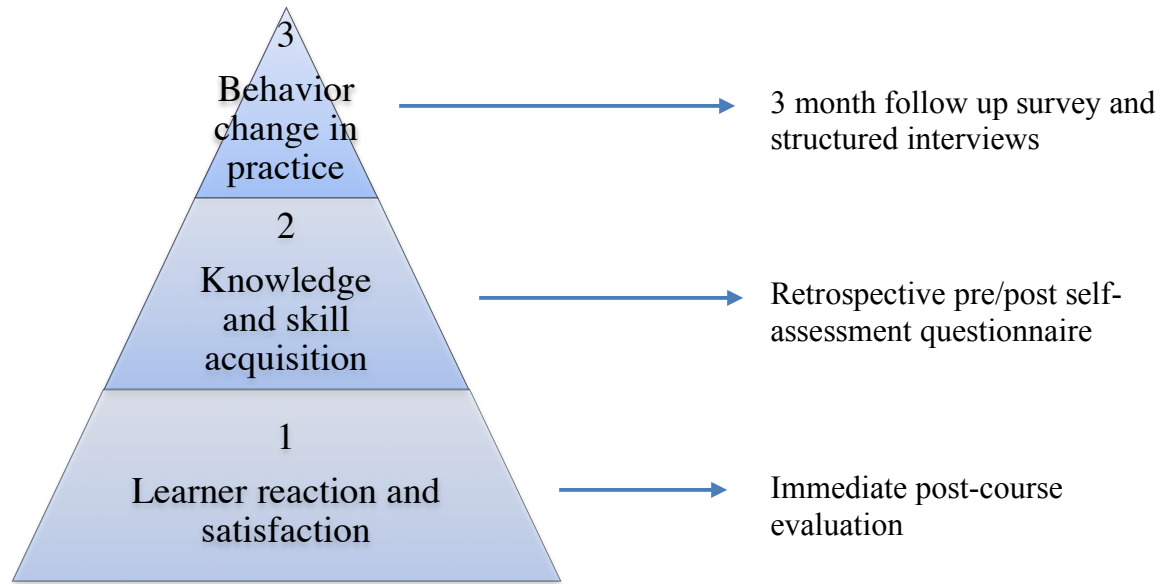 3
Behavior
change in
practice
3 month follow up survey and
structured interviews
2
Knowledge
and skill
acquisition
Retrospective pre/post self-
assessment questionnaire
1
Learner reaction and
satisfaction
Immediate post-course
evaluation